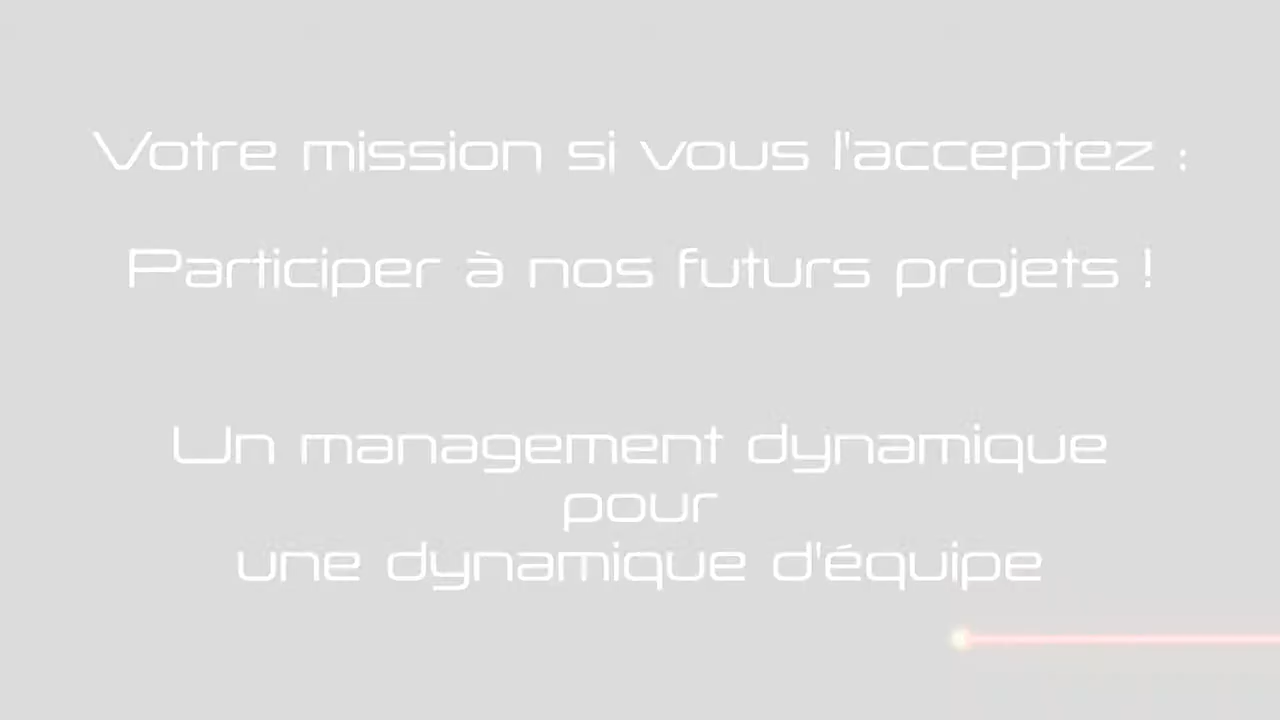 Votre mission si vous l'acceptez :
Participer à nos futurs projets !
Un management dynamique
pour
une dynamique d'équipe